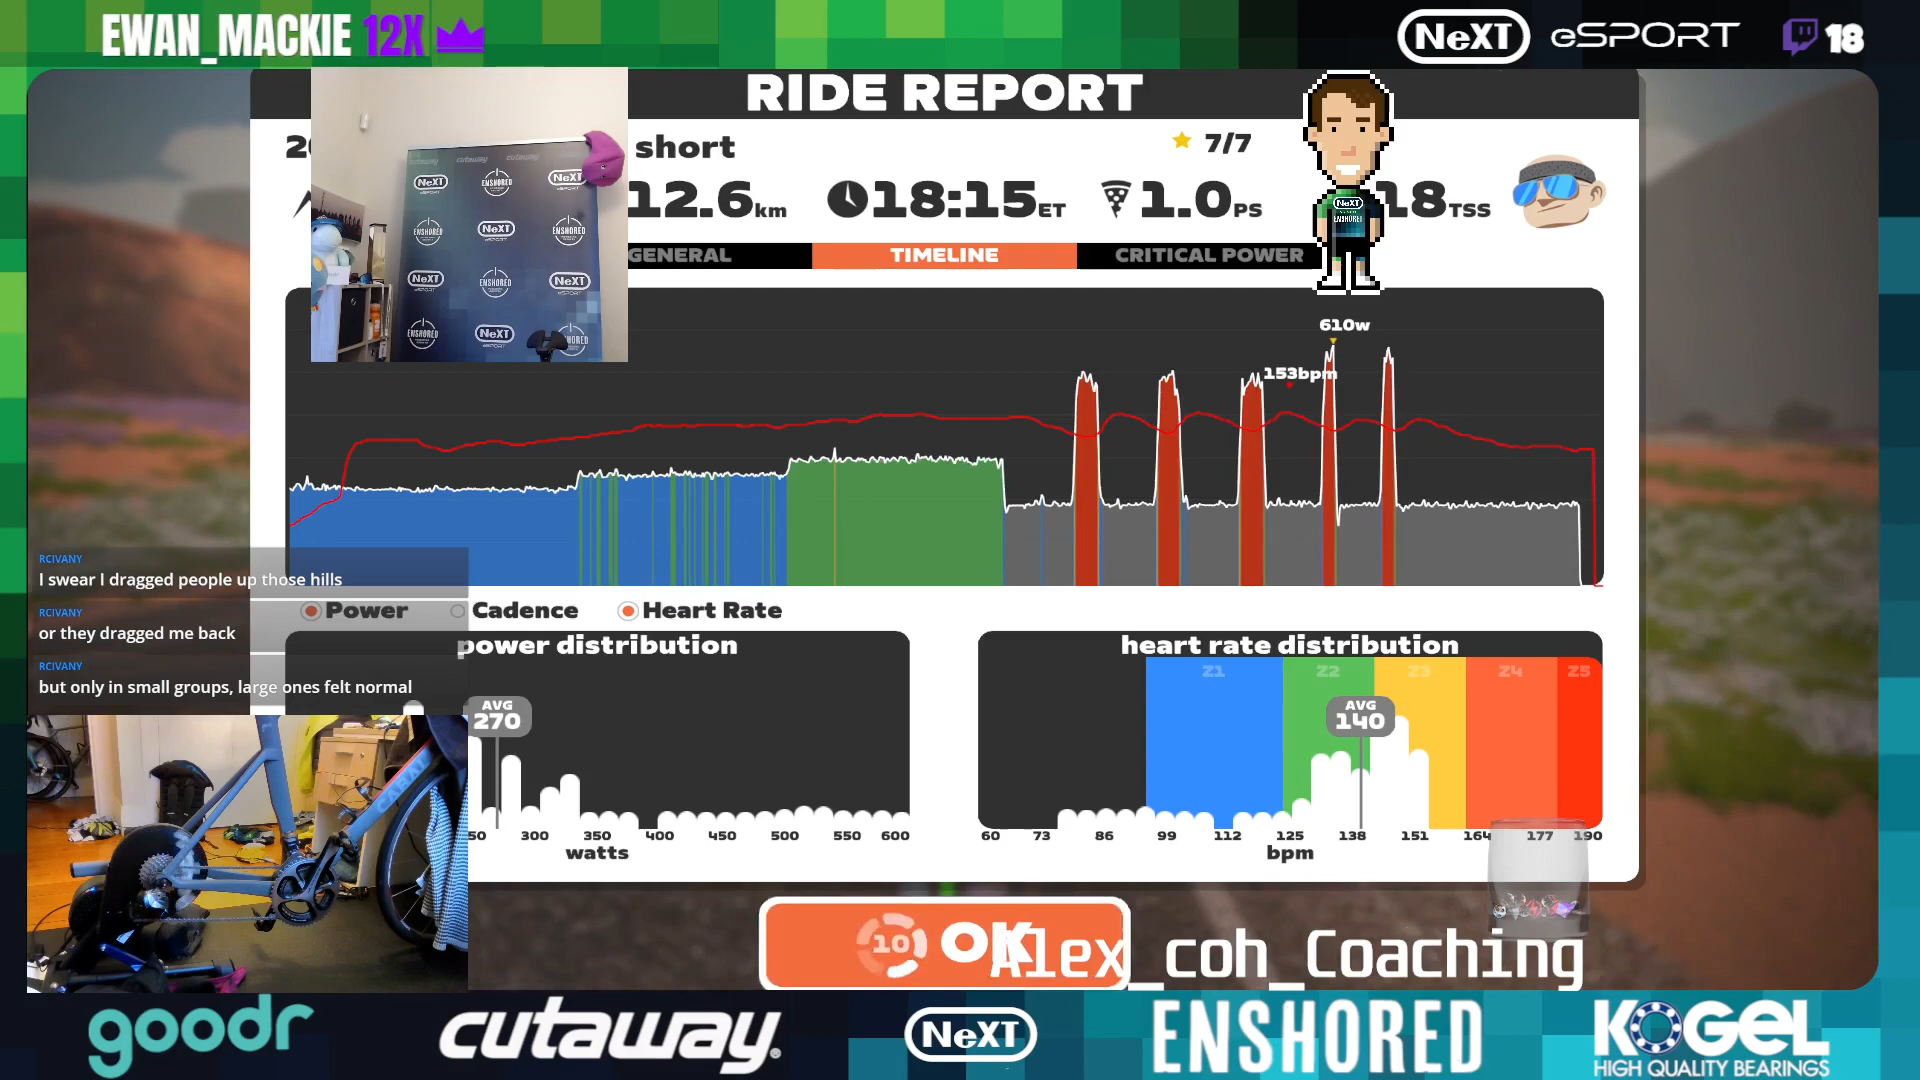 EWAN_MACKIE 12X
NeXT eSPORT 18
RIDE REPORT
short
7/7
12.6km
18:15ET
1.0PS
18TSS
GENERAL
TIMELINE
CRITICAL POWER
610w
153bpm
RCIVANY
I swear I dragged people up those hills
RCIVANY
or they dragged me back
RCIVANY
but only in small groups, large ones felt normal
Power
Cadence
Heart Rate
power distribution
AVG
270
50 300 350 400 450 500 550 600
watts
heart rate distribution
Z1 Z2 Z3 Z4 Z5
AVG
140
60 73 86 99 112 125 138 151 164 177 190
bpm
10 OK
Alex_coh_Coaching
goodr
cutaway
NeXT
ENSHORED
KOGEL
HIGH QUALITY BEARINGS